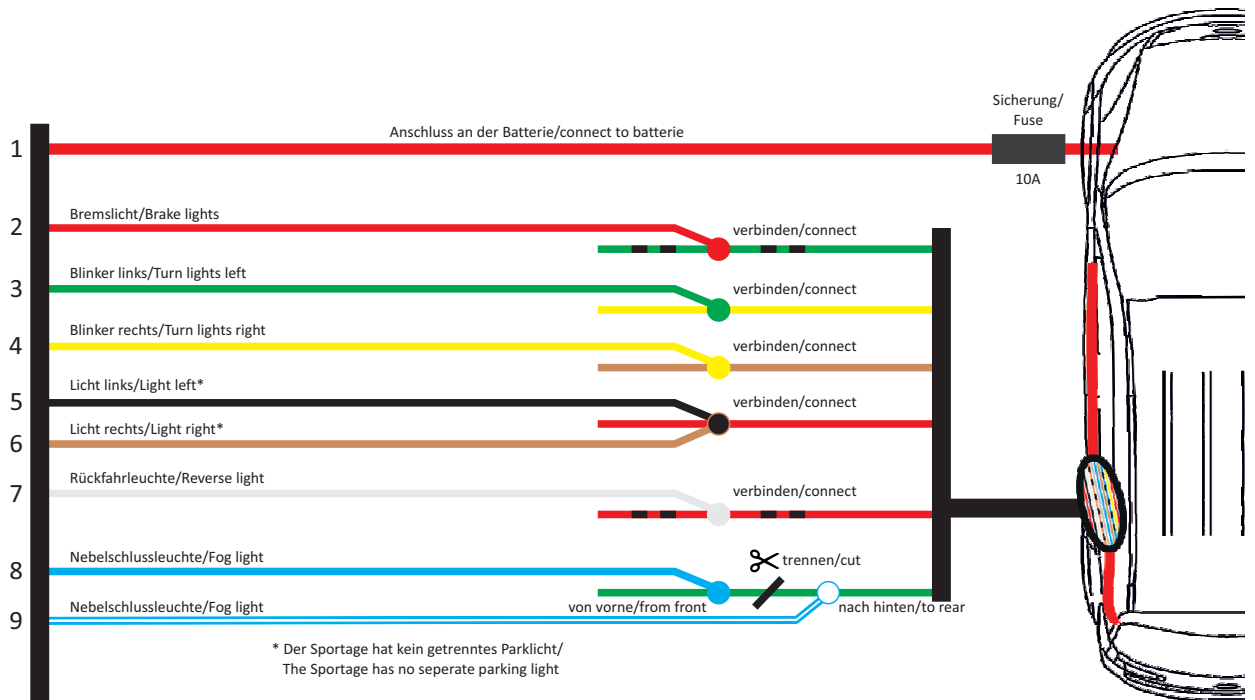 Sicherung/
Fuse
Anschluss an der Batterie/connect to batterie
1
10A
Bremslicht/Brake lights
2
verbinden/connect
Blinker links/Turn lights left
3
verbinden/connect
Blinker rechts/Turn lights right
4
verbinden/connect
Licht links/Light left*
5
verbinden/connect
Licht rechts/Light right*
6
Rückfahrleuchte/Reverse light
7
verbinden/connect
Nebelschlussleuchte/Fog light
trennen/cut
8
Nebelschlussleuchte/Fog light
von vorne/from front
nach hinten/to rear
9
* Der Sportage hat kein getrenntes Parklicht/
The Sportage has no seperate parking light